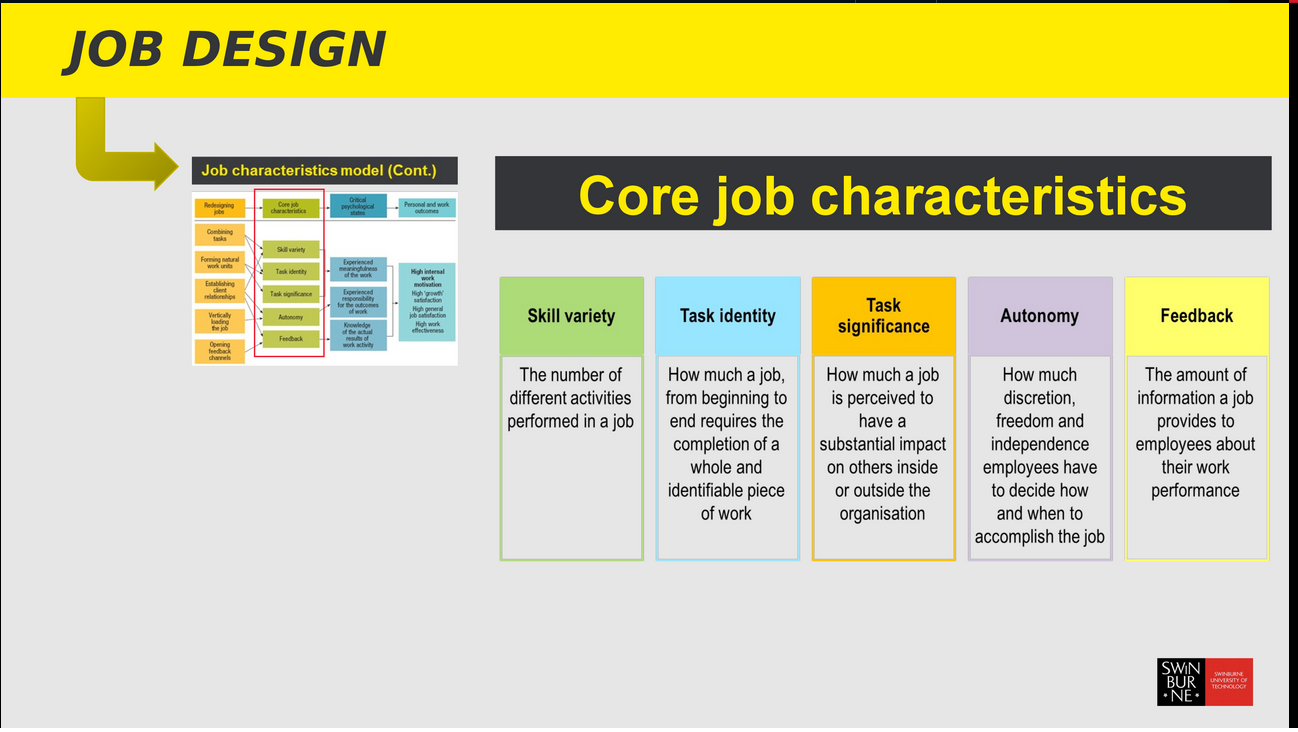 JOB DESIGN
Job characteristics model (Cont.)
Redesigning
jobs
Core job
characteristics
Critical
psychological
states
Personal and work
outcomes
Combining
tasks
Forming natural
work units
Establishing
client
relationships
Vertically
loading
the job
Opening
feedback
channels
Skill variety
Task identity
Task significance
Autonomy
Feedback
Experienced
meaningfulness
of the work
Experienced
responsibility
for the outcomes
of work
Knowledge
of the actual
results of
work activity
High internal
work
motivation
High 'growth'
satisfaction
High general
job satisfaction
High work
effectiveness
Core job characteristics
Skill variety
The number of
different activities
performed in a job
Task identity
How much a job,
from beginning to
end requires the
completion of a
whole and
identifiable piece
of work
Task
significance
How much a job
is perceived to
have a
substantial impact
on others inside
or outside the
organisation
Autonomy
How much
discretion,
freedom and
independence
employees have
to decide how
and when to
accomplish the job
Feedback
The amount of
information a job
provides to
employees about
their work
performance
SWIN
BUR
* NE *
SWINBURNE
UNIVERSITY OF
TECHNOLOGY